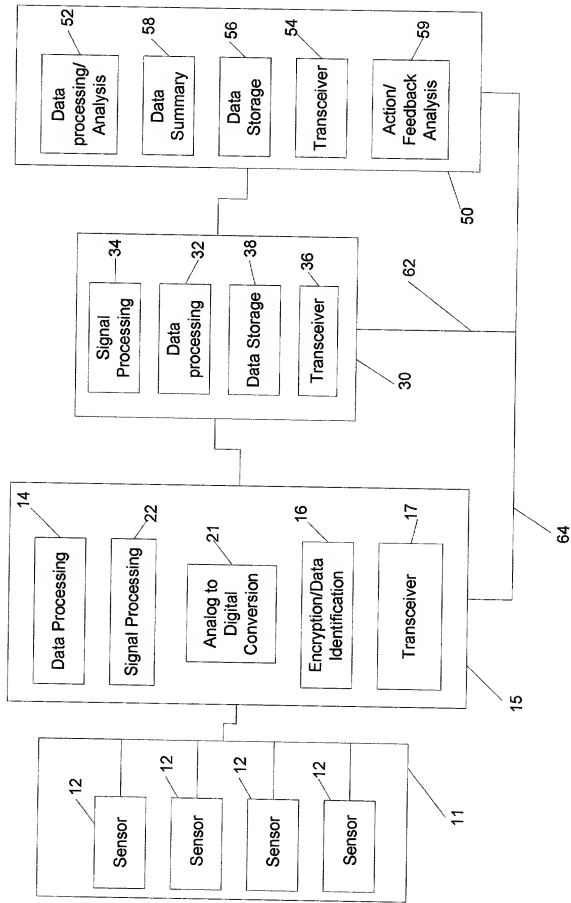 12
Sensor
12
Sensor
12
Sensor
12
Sensor
11
14
Data Processing
22
Signal Processing
21
Analog to
Digital
Conversion
16
Encryption/Data
Identification
17
Transceiver
15
34
Signal
Processing
32
Data
processing
38
Data Storage
36
Transceiver
30
52
Data
processing/
Analysis
58
Data
Summary
56
Data
Storage
54
Transceiver
59
Action/
Feedback
Analysis
50
62
64